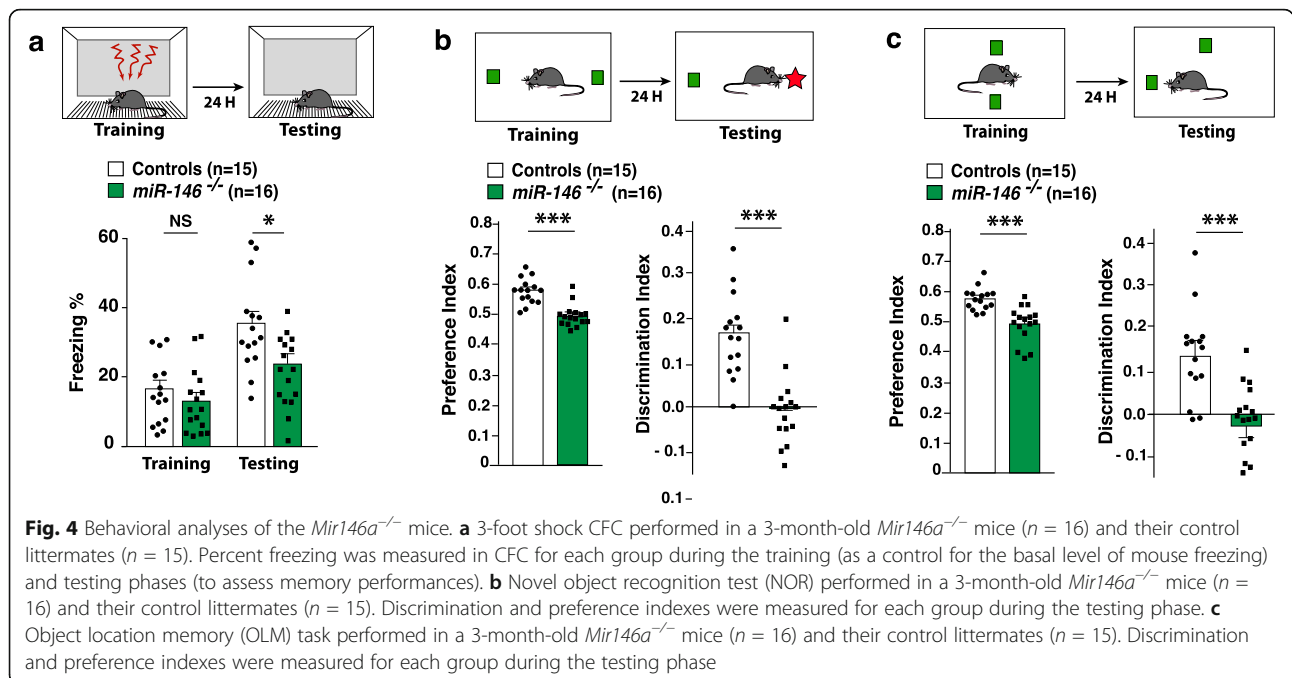 a
b
c
24 H
Training
Testing
24 H
Training
Testing
24 H
Training
Testing
Controls (n=15)
miR-146 -/- (n=16)
Controls (n=15)
miR-146 -/- (n=16)
Controls (n=15)
miR-146 -/- (n=16)
Freezing %
60
40
20
0
NS
*
Training
Testing
Preference Index
0.8
0.7
0.6
0.5
0.4
0.3
0.2
0.1
0
***
Discrimination Index
0.4
0.3
0.2
0.1
0.0
- 0.1
0.1 –
***
Preference Index
0.8
0.7
0.6
0.5
0.4
0.3
0.2
0.1
0
***
Discrimination Index
0.4
0.3
0.2
0.1
0.0
- 0.1
***
Fig. 4 Behavioral analyses of the Mir146a−/− mice. a 3-foot shock CFC performed in a 3-month-old Mir146a−/− mice (n = 16) and their control
littermates (n = 15). Percent freezing was measured in CFC for each group during the training (as a control for the basal level of mouse freezing)
and testing phases (to assess memory performances). b Novel object recognition test (NOR) performed in a 3-month-old Mir146a−/− mice (n =
16) and their control littermates (n = 15). Discrimination and preference indexes were measured for each group during the testing phase. c
Object location memory (OLM) task performed in a 3-month-old Mir146a−/− mice (n = 16) and their control littermates (n = 15). Discrimination
and preference indexes were measured for each group during the testing phase